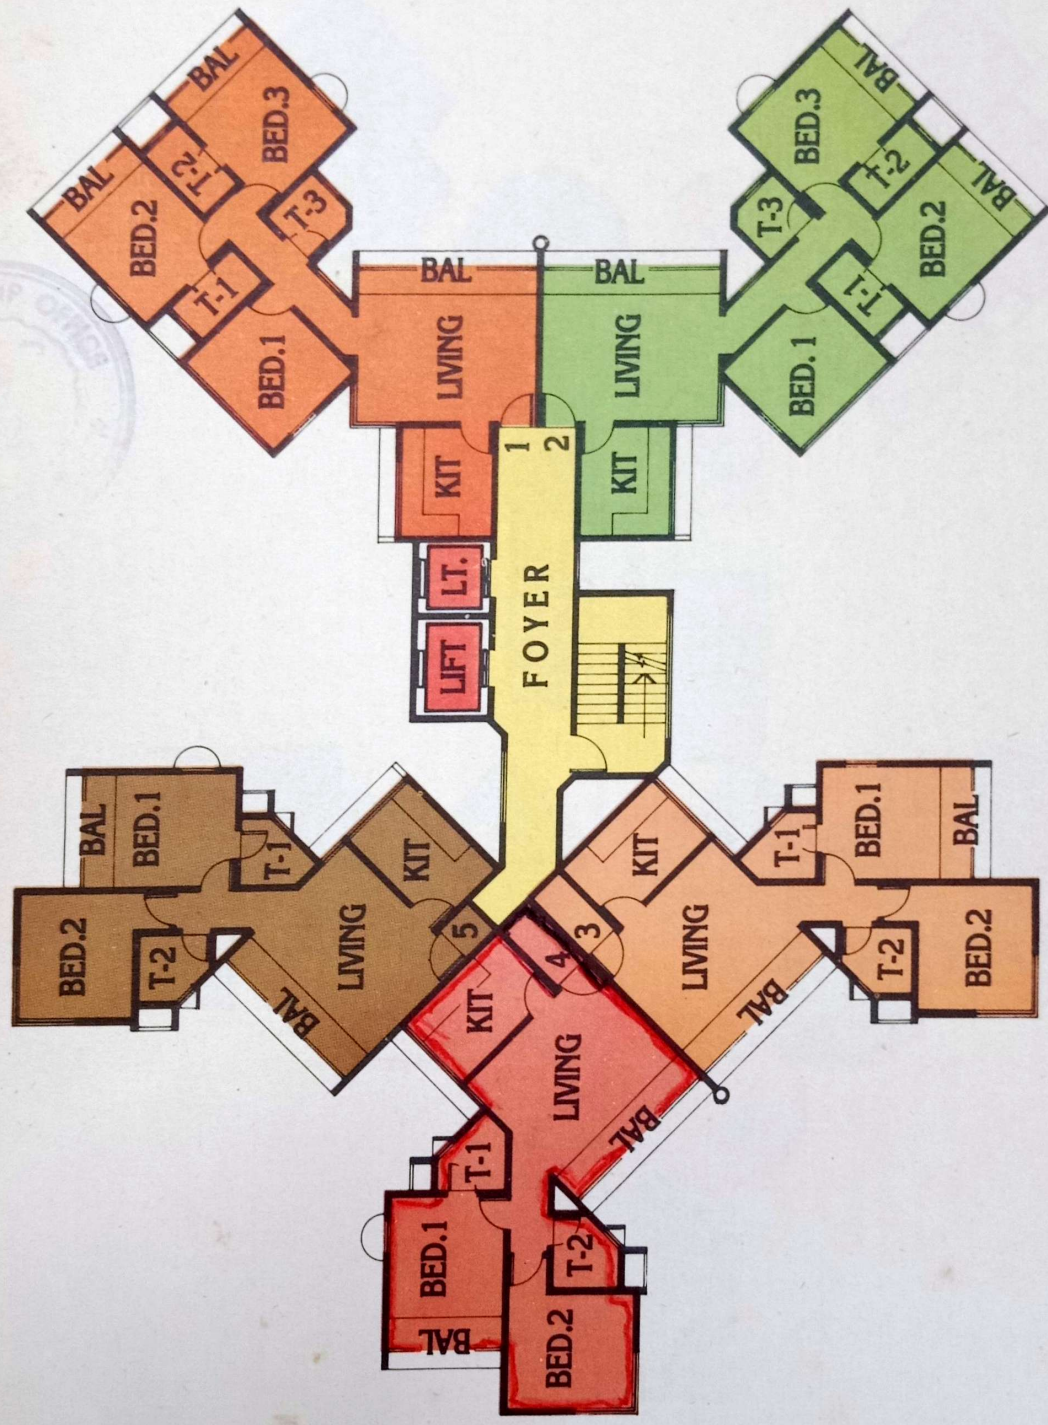 BAL
BED.3
T-2
BAL
BED.2
T-3
T-1
BED.1
BAL
LIVING
KIT
1
BAL
BED.3
T-2
BAL
BED.2
T-3
T-1
BED. 1
BAL
LIVING
KIT
2
LT.
LIFT
FOYER
BAL
BED.1
T-1
KIT
BED.2
T-2
LIVING
5
BAL
KIT
T-1
BED.1
BAL
3
LIVING
T-2
BED.2
BAL
4
KIT
LIVING
BAL
T-1
BED.1
T-2
BAL
BED.2
OFFICE